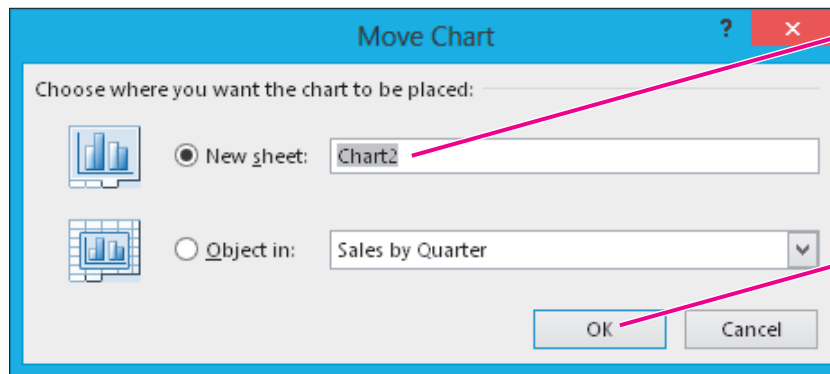 Move Chart
?
Choose where you want the chart to be placed:
New sheet: Chart2
Object in: Sales by Quarter
OK Cancel